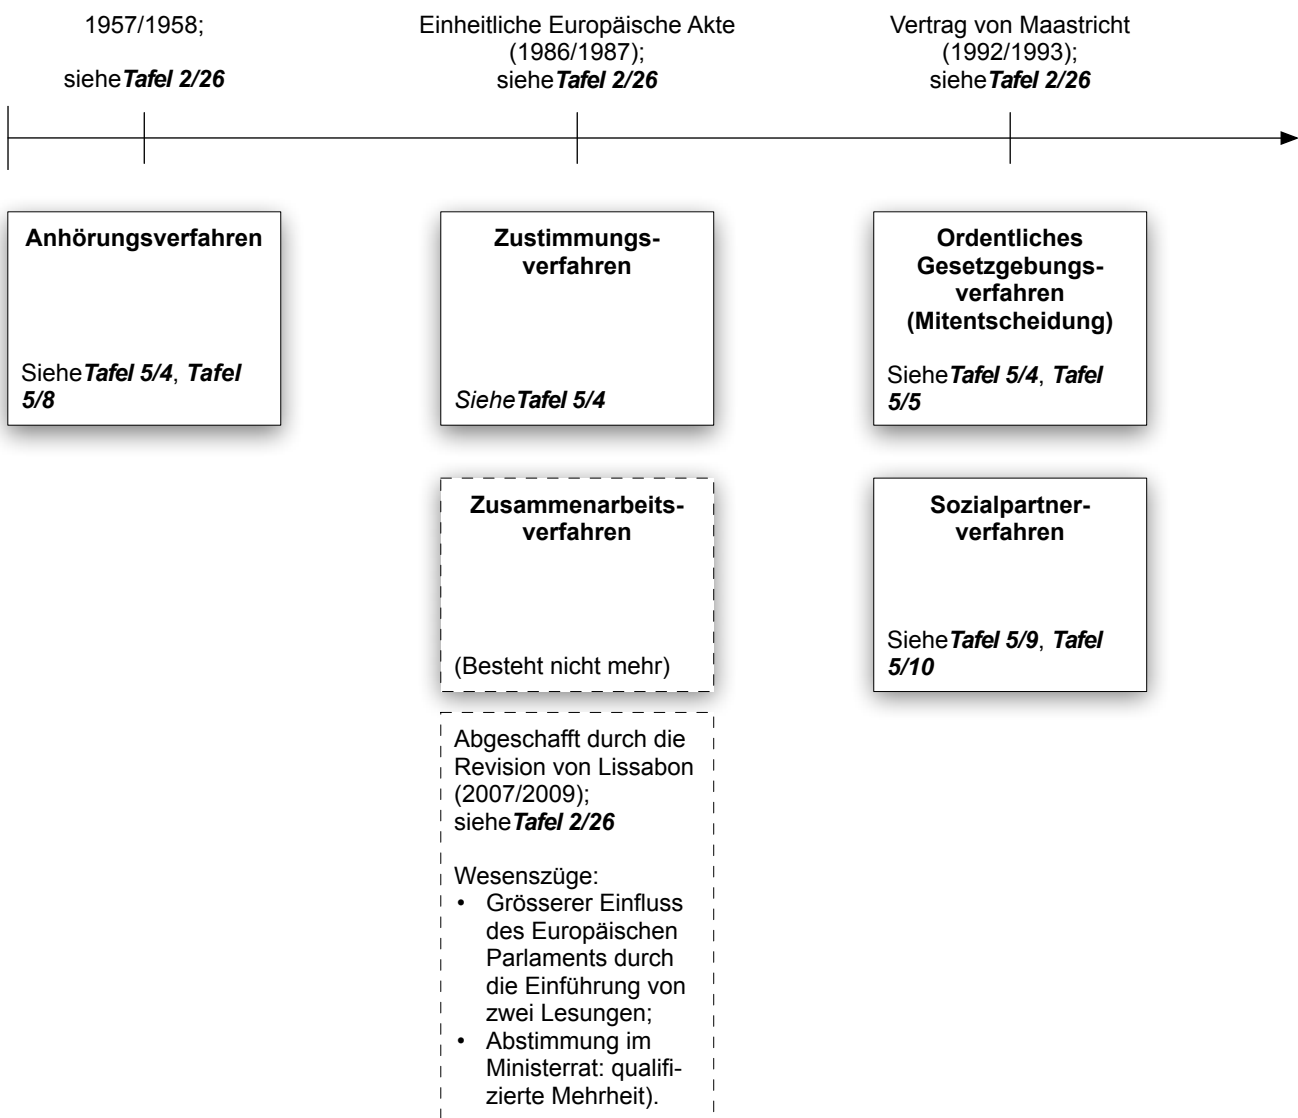 1957/1958;
siehe Tafel 2/26
Einheitliche Europäische Akte
(1986/1987);
siehe Tafel 2/26
Vertrag von Maastricht
(1992/1993);
siehe Tafel 2/26
Anhörungsverfahren
Siehe Tafel 5/4, Tafel
5/8
Zustimmungs-
verfahren
Siehe Tafel 5/4
Ordentliches
Gesetzgebungs-
verfahren
(Mitentscheidung)
Siehe Tafel 5/4, Tafel
5/5
Zusammenarbeits-
verfahren
(Besteht nicht mehr)
Sozialpartner-
verfahren
Siehe Tafel 5/9, Tafel
5/10
Abgeschafft durch die
Revision von Lissabon
(2007/2009);
siehe Tafel 2/26
Wesenszüge:
• Grösserer Einfluss
des Europäischen
Parlaments durch
die Einführung von
zwei Lesungen;
• Abstimmung im
Ministerrat: qualifi-
zierte Mehrheit).